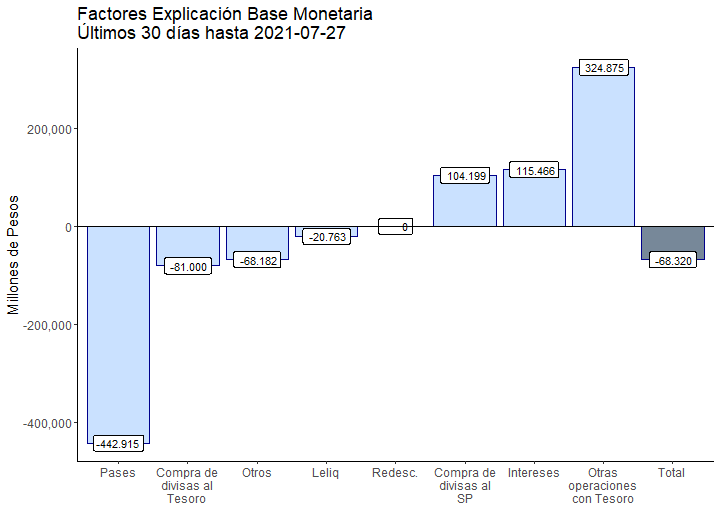 Factores Explicación Base Monetaria
Últimos 30 días hasta 2021-07-27
Millones de Pesos
200,000
0
-200,000
-400,000
-442.915
-81.000
-68.182
-20.763
0
104.199
115.466
324.875
-68.320
Pases
Compra de
divisas al
Tesoro
Otros
Leliq
Redesc.
Compra de
divisas al
SP
Intereses
Otras
operaciones
con Tesoro
Total